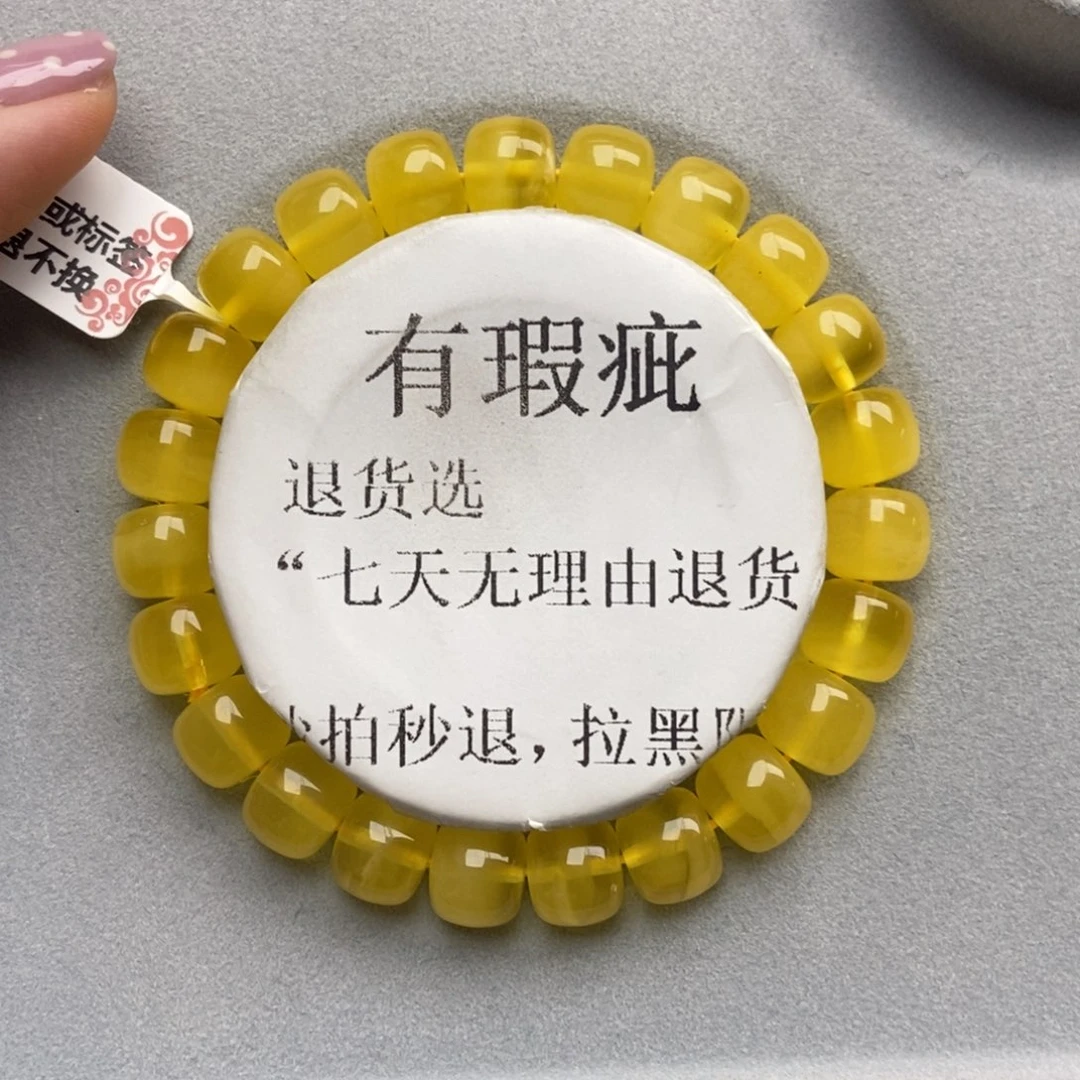 或标签
不换
有瑕疵
退货选
“七天无理由退货
拍秒退，拉黑